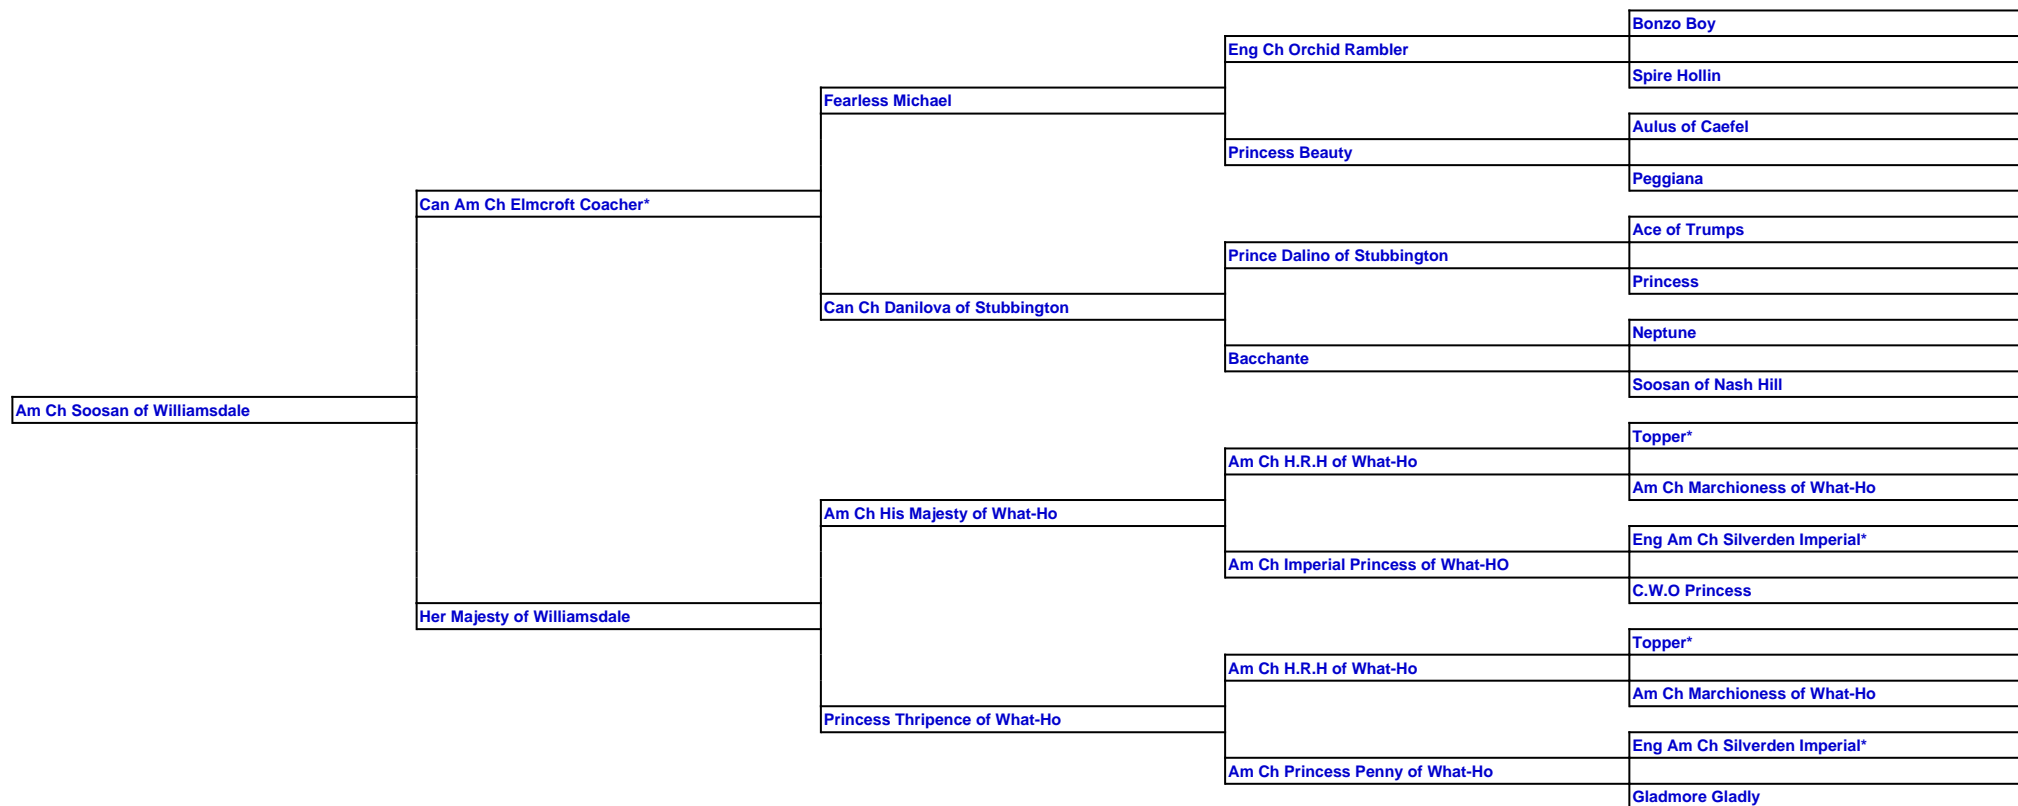 Bonzo Boy
Eng Ch Orchid Rambler
Spire Hollin
Fearless Michael
Aulus of Caefel
Princess Beauty
Peggiana
Can Am Ch Elmcroft Coacher*
Ace of Trumps
Prince Dalino of Stubbington
Princess
Can Ch Danilova of Stubbington
Neptune
Bacchante
Soosan of Nash Hill
Am Ch Soosan of Williamsdale
Topper*
Am Ch H.R.H of What-Ho
Am Ch Marchioness of What-Ho
Am Ch His Majesty of What-Ho
Eng Am Ch Silverden Imperial*
Am Ch Imperial Princess of What-HO
C.W.O Princess
Her Majesty of Williamsdale
Topper*
Am Ch H.R.H of What-Ho
Am Ch Marchioness of What-Ho
Princess Thripence of What-Ho
Eng Am Ch Silverden Imperial*
Am Ch Princess Penny of What-Ho
Gladmore Gladly